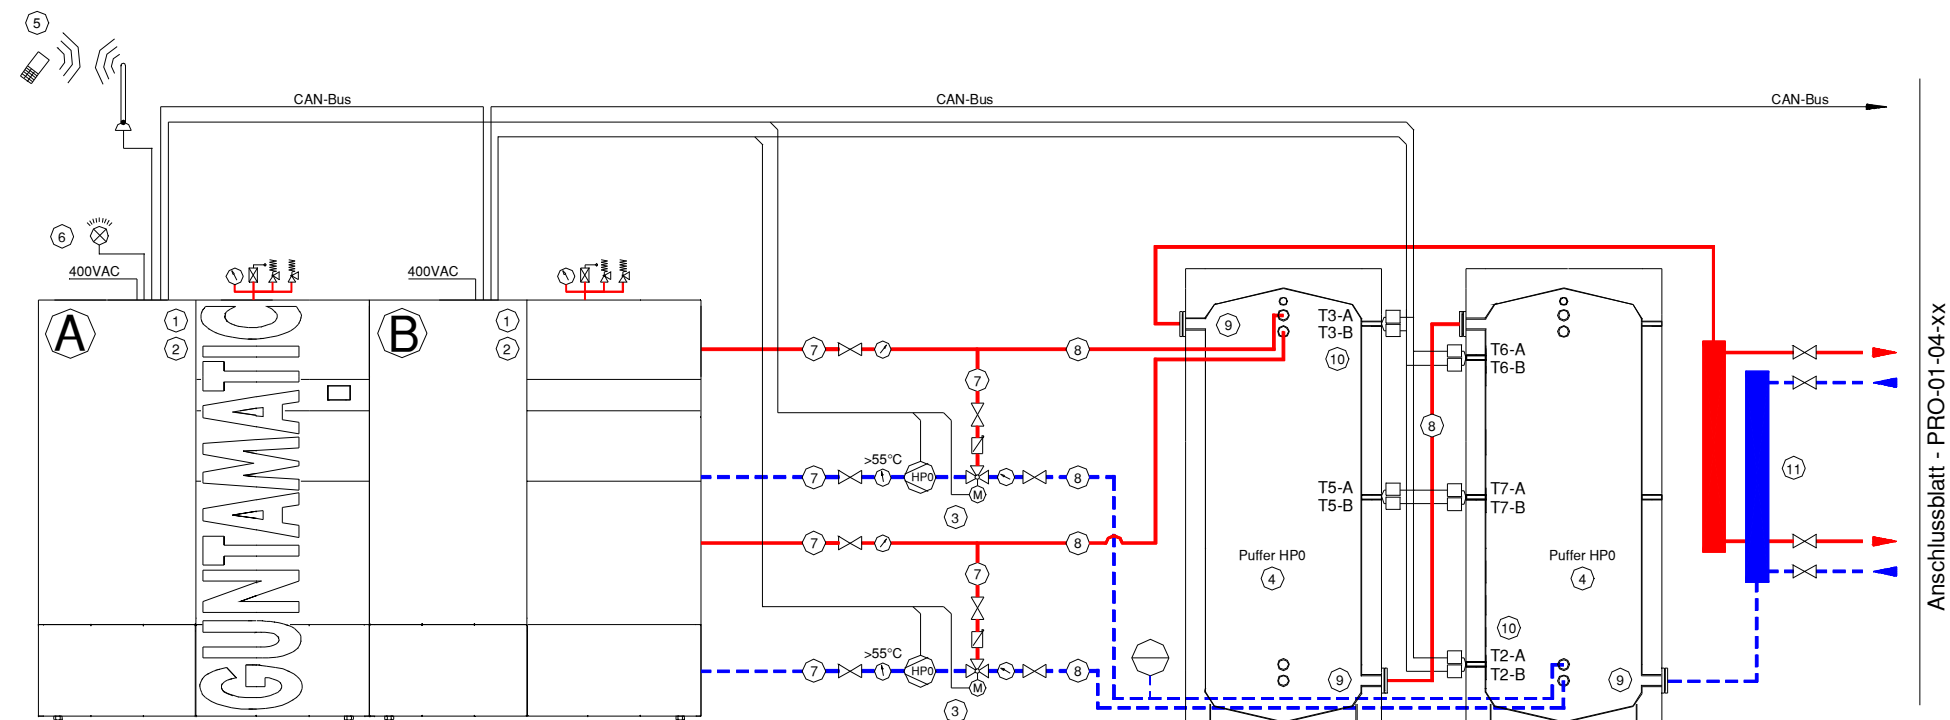 5
CAN-Bus
CAN-Bus
CAN-Bus
6
400VAC
400VAC
A
1
2
B
1
2
GUNTAMATIC
7
8
7
9
T3-A
T3-B
10
T6-A
T6-B
8
>55°C
7
HP0
8
M
3
T5-A
T5-B
T7-A
T7-B
11
7
8
7
Puffer HP0
4
Puffer HP0
4
10
>55°C
7
HP0
8
M
3
9
T2-A
T2-B
9
Anschlussblatt - PRO-01-04-xx